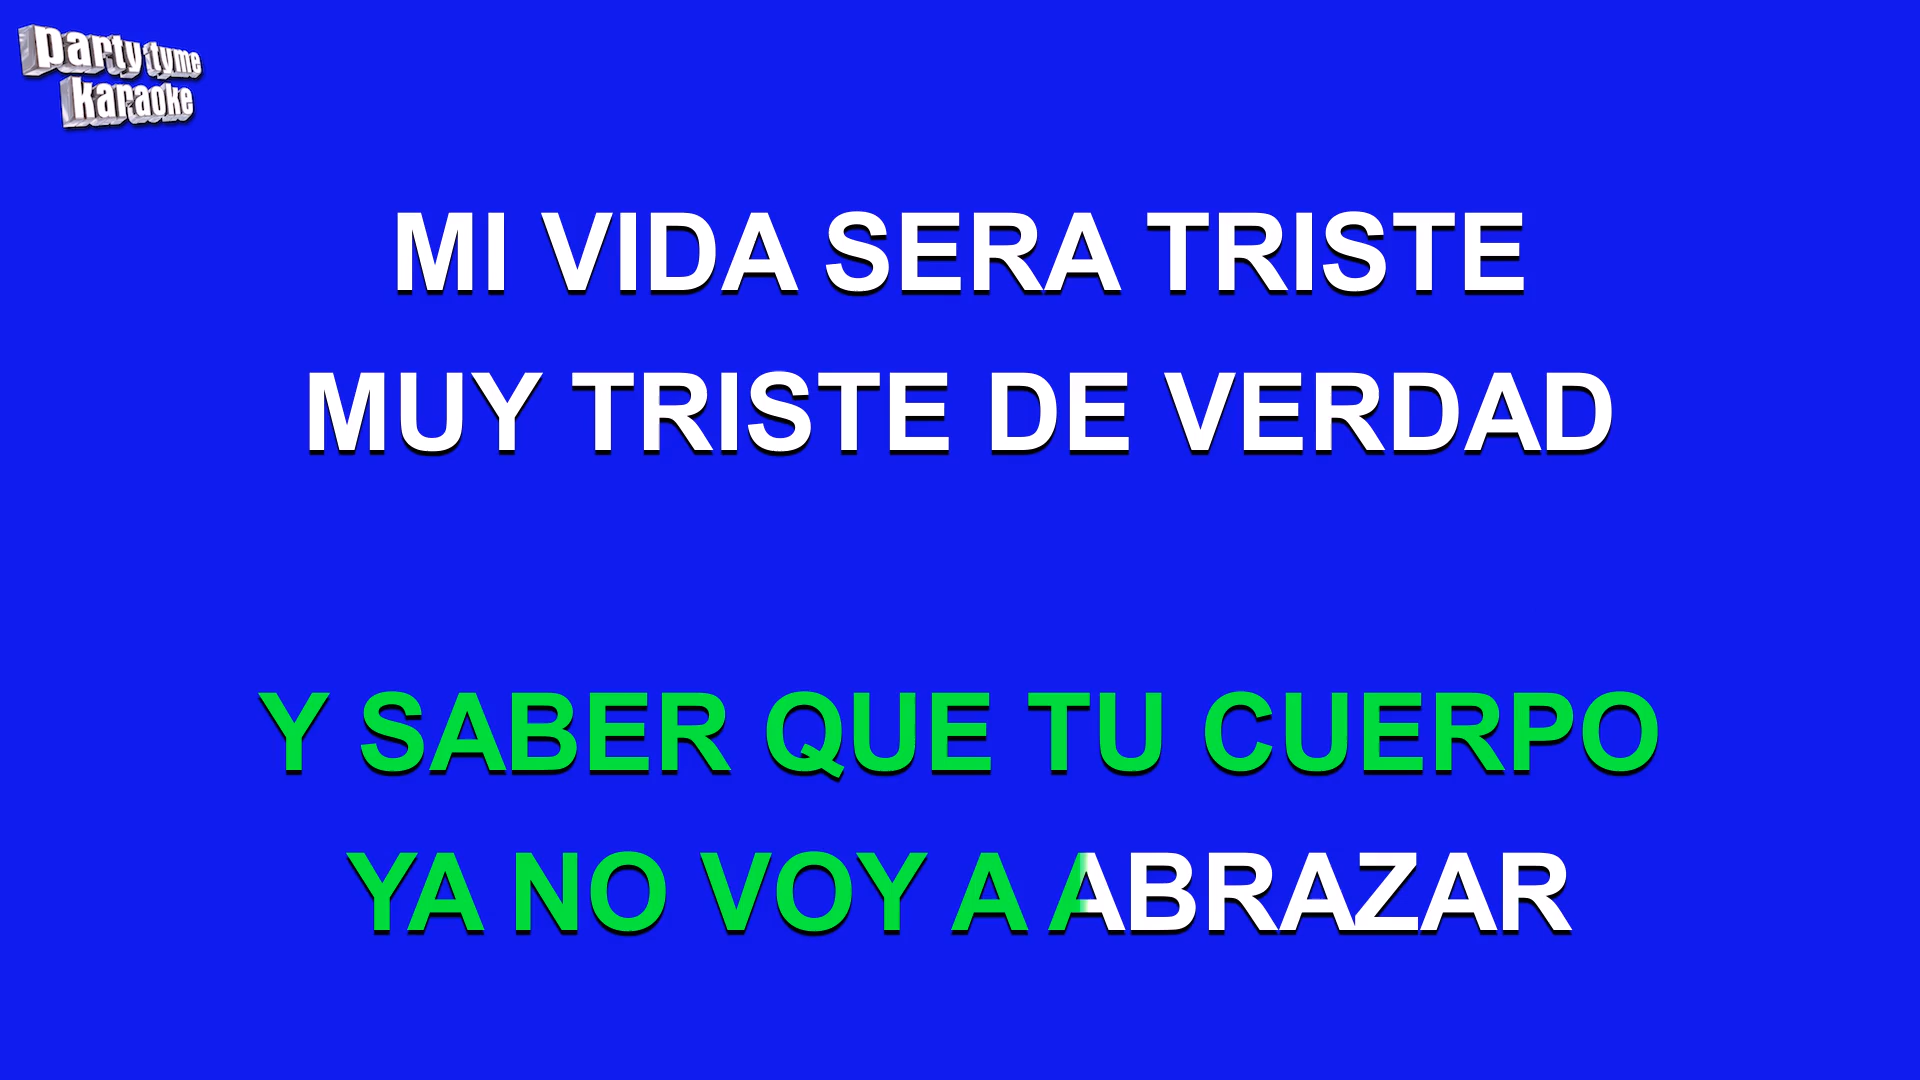 party tyme
karaoke
MI VIDA SERA TRISTE
MUY TRISTE DE VERDAD
Y SABER QUE TU CUERPO
YA NO VOY A ABRAZAR